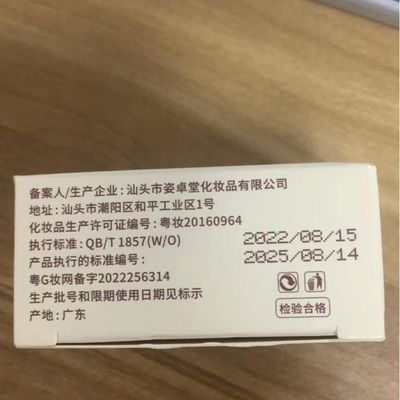 备案人/生产企业:汕头市姿卓堂化妆品有限公司
地址:汕头市潮阳区和平工业区1号
化妆品生产许可证编号:粤妆20160964
执行标准:QB/T 1857(W/O)
2022/08/15
产品执行的标准编号:
2025/08/14
粤G妆网备字2022256314
生产批号和限期使用日期见标示
产地:广东
检验合格